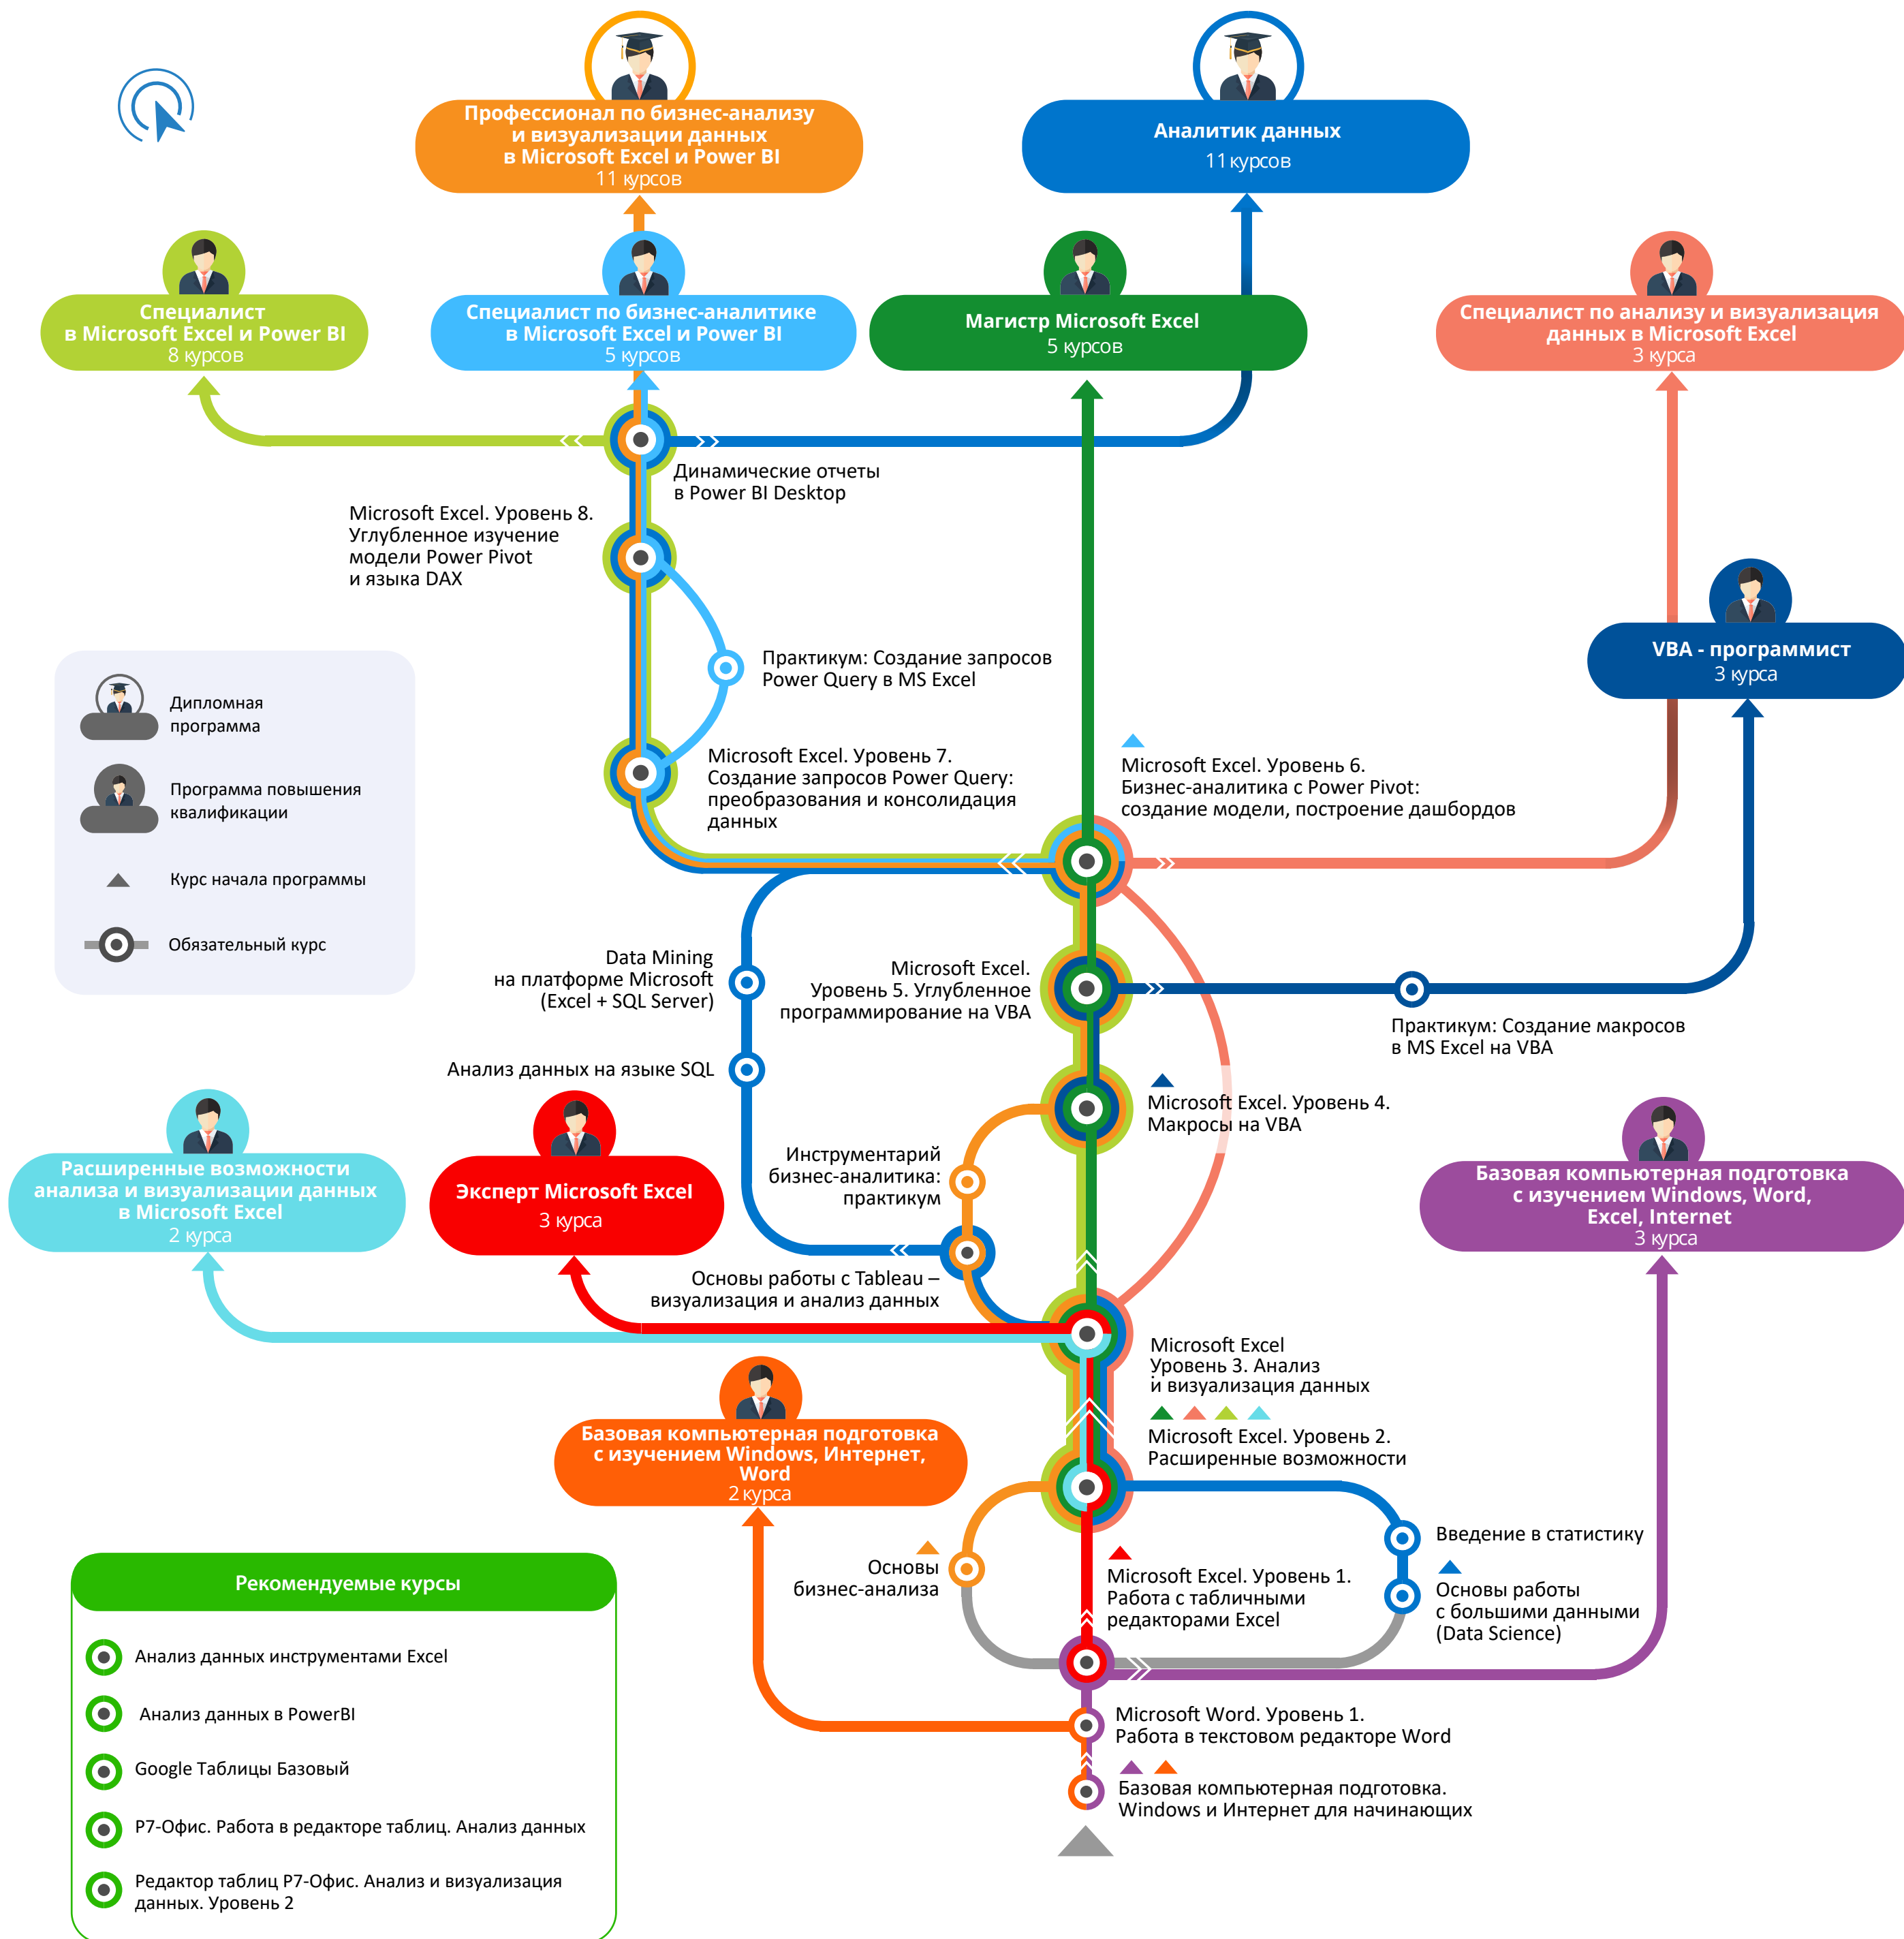 Профессионал по бизнес-анализу
и визуализации данных
в Microsoft Excel и Power BI
11 курсов
Аналитик данных
11 курсов
Специалист
в Microsoft Excel и Power BI
8 курсов
Специалист по бизнес-аналитике
в Microsoft Excel и Power BI
5 курсов
Магистр Microsoft Excel
5 курсов
Специалист по анализу и визуализация
данных в Microsoft Excel
3 курса
Динамические отчеты
в Power BI Desktop
Microsoft Excel. Уровень 8.
Углубленное изучение
модели Power Pivot
и языка DAX
VBA - программист
3 курса
Практикум: Создание запросов
Power Query в MS Excel
Дипломная
программа
Программа повышения
квалификации
Курс начала программы
Обязательный курс
Microsoft Excel. Уровень 7.
Создание запросов Power Query:
преобразования и консолидация
данных
Microsoft Excel. Уровень 6.
Бизнес-аналитика с Power Pivot:
создание модели, построение дашбордов
Data Mining
на платформе Microsoft
(Excel + SQL Server)
Microsoft Excel.
Уровень 5. Углубленное
программирование на VBA
Практикум: Создание макросов
в MS Excel на VBA
Анализ данных на языке SQL
Microsoft Excel. Уровень 4.
Макросы на VBA
Инструментарий
бизнес-аналитика:
практикум
Расширенные возможности
анализа и визуализации данных
в Microsoft Excel
2 курса
Эксперт Microsoft Excel
3 курса
Базовая компьютерная подготовка
с изучением Windows, Word,
Excel, Internet
3 курса
Основы работы с Tableau –
визуализация и анализ данных
Microsoft Excel
Уровень 3. Анализ
и визуализация данных
Microsoft Excel. Уровень 2.
Расширенные возможности
Базовая компьютерная подготовка
с изучением Windows, Интернет,
Word
2 курса
Введение в статистику
Основы
бизнес-анализа
Microsoft Excel. Уровень 1.
Работа с табличными
редакторами Excel
Основы работы
с большими данными
(Data Science)
Microsoft Word. Уровень 1.
Работа в текстовом редакторе Word
Базовая компьютерная подготовка.
Windows и Интернет для начинающих
Рекомендуемые курсы
Анализ данных инструментами Excel
Анализ данных в PowerBI
Google Таблицы Базовый
Р7-Офис. Работа в редакторе таблиц. Анализ данных
Редактор таблиц Р7-Офис. Анализ и визуализация
данных. Уровень 2